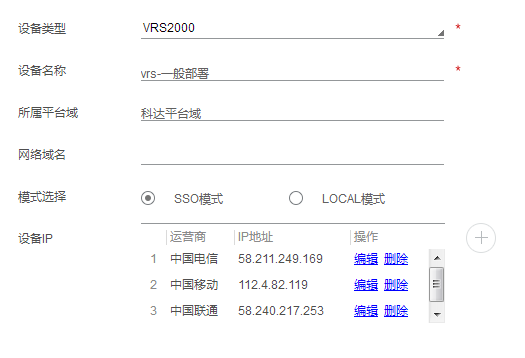 设备类型 VRS2000 *
设备名称 vrs-一般部署 *
所属平台域 科达平台域
网络域名
模式选择 SSO模式 LOCAL模式
设备IP 运营商 IP地址 操作
1 中国电信 58.211.249.169 编辑 删除
2 中国移动 112.4.82.119 编辑 删除
3 中国联通 58.240.217.253 编辑 删除